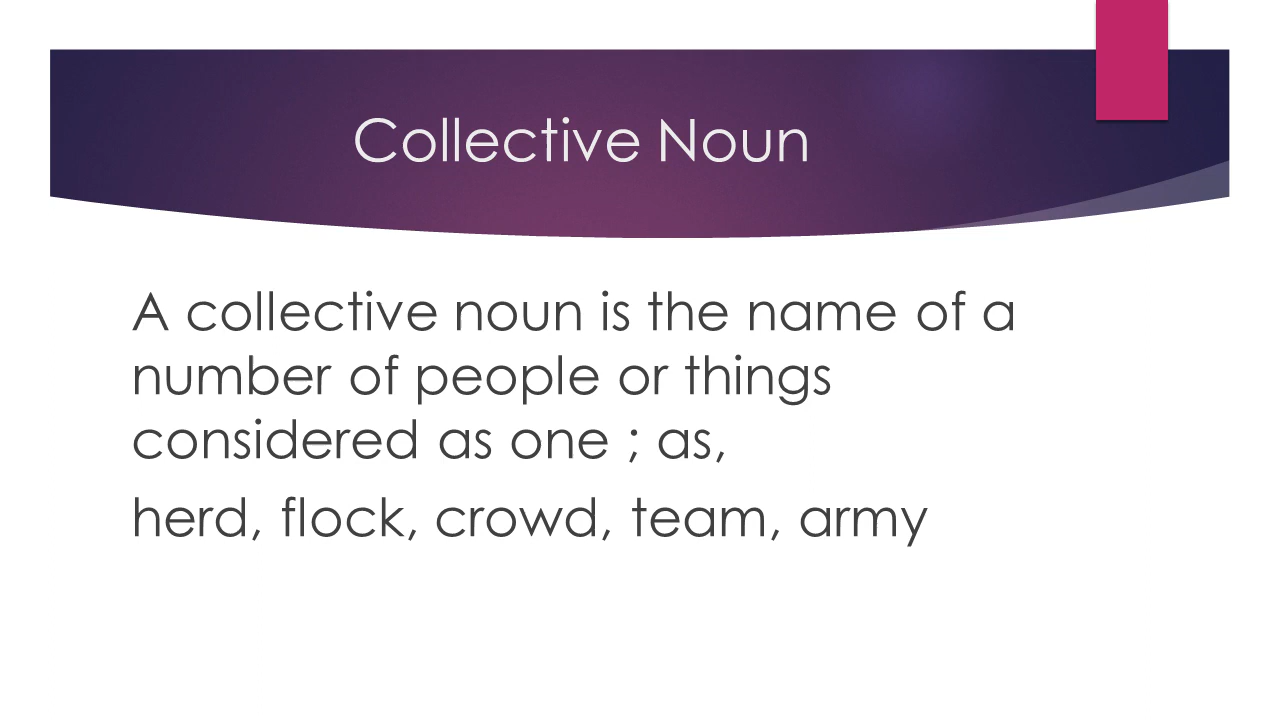 Collective Noun
A collective noun is the name of a
number of people or things
considered as one ; as,
herd, flock, crowd, team, army